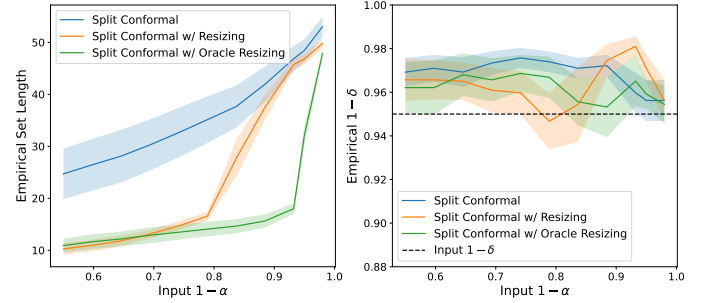 Split Conformal
Split Conformal w/ Resizing
Split Conformal w/ Oracle Resizing
50
40
30
20
10
Empirical Set Length
0.6 0.7 0.8 0.9 1.0
Input 1 − α
1.00
0.98
0.96
0.94
0.92
0.90
0.88
Empirical 1 − δ
Split Conformal
Split Conformal w/ Resizing
Split Conformal w/ Oracle Resizing
Input 1 − δ
0.6 0.7 0.8 0.9 1.0
Input 1 − α